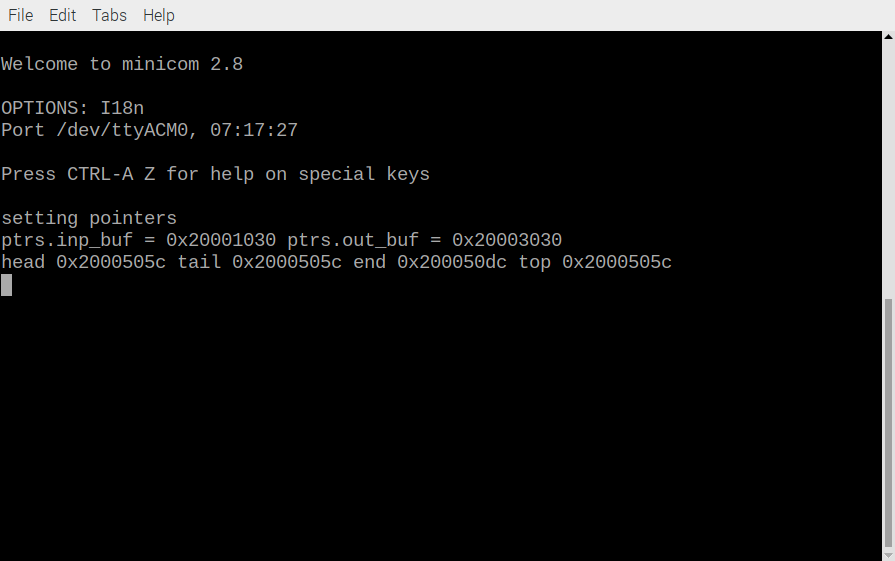 File Edit Tabs Help
Welcome to minicom 2.8
OPTIONS: I18n
Port /dev/ttyACM0, 07:17:27
Press CTRL-A Z for help on special keys
setting pointers
ptrs.inp_buf = 0x20001030 ptrs.out_buf = 0x20003030
head 0x2000505c tail 0x2000505c end 0x200050dc top 0x2000505c